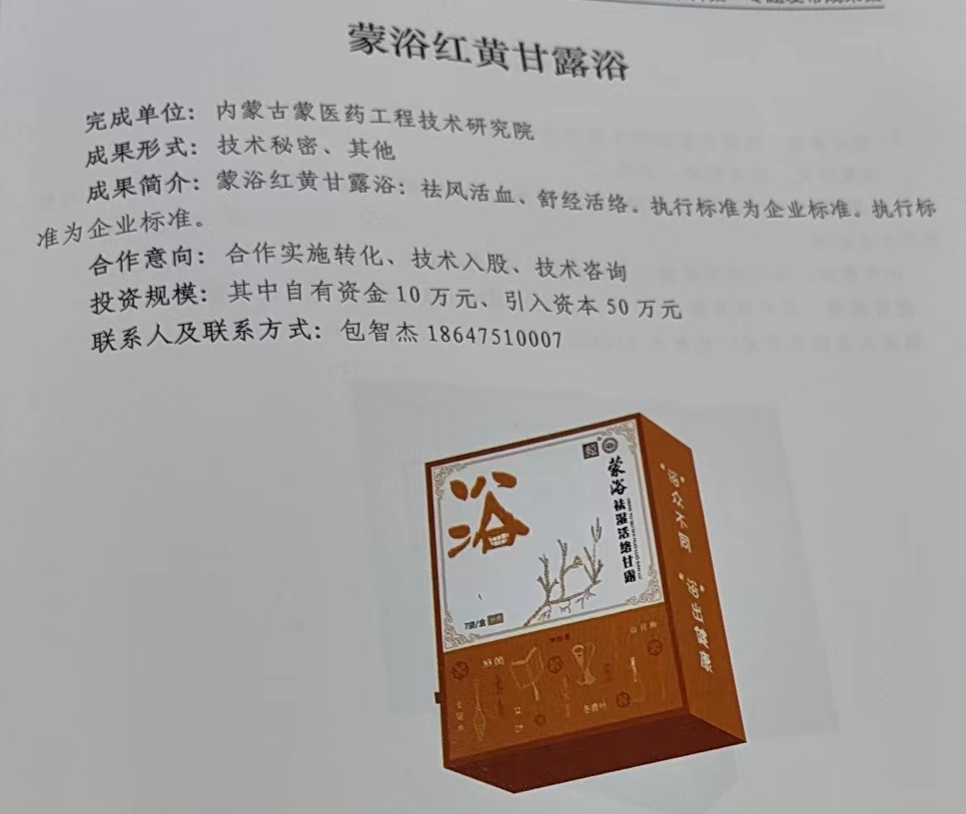 蒙浴红黄甘露浴
完成单位：内蒙古蒙医药工程技术研究院
成果形式：技术秘密、其他
成果简介：蒙浴红黄甘露浴：祛风活血、舒经活络。执行标准为企业标准。执行标
准为企业标准。
合作意向：合作实施转化、技术入股、技术咨询
投资规模：其中自有资金10万元、引入资本50万元
联系人及联系方式：包智杰 18647510007
浴
蒙浴
祛湿活络甘露
7袋/盒
"浴"众不同